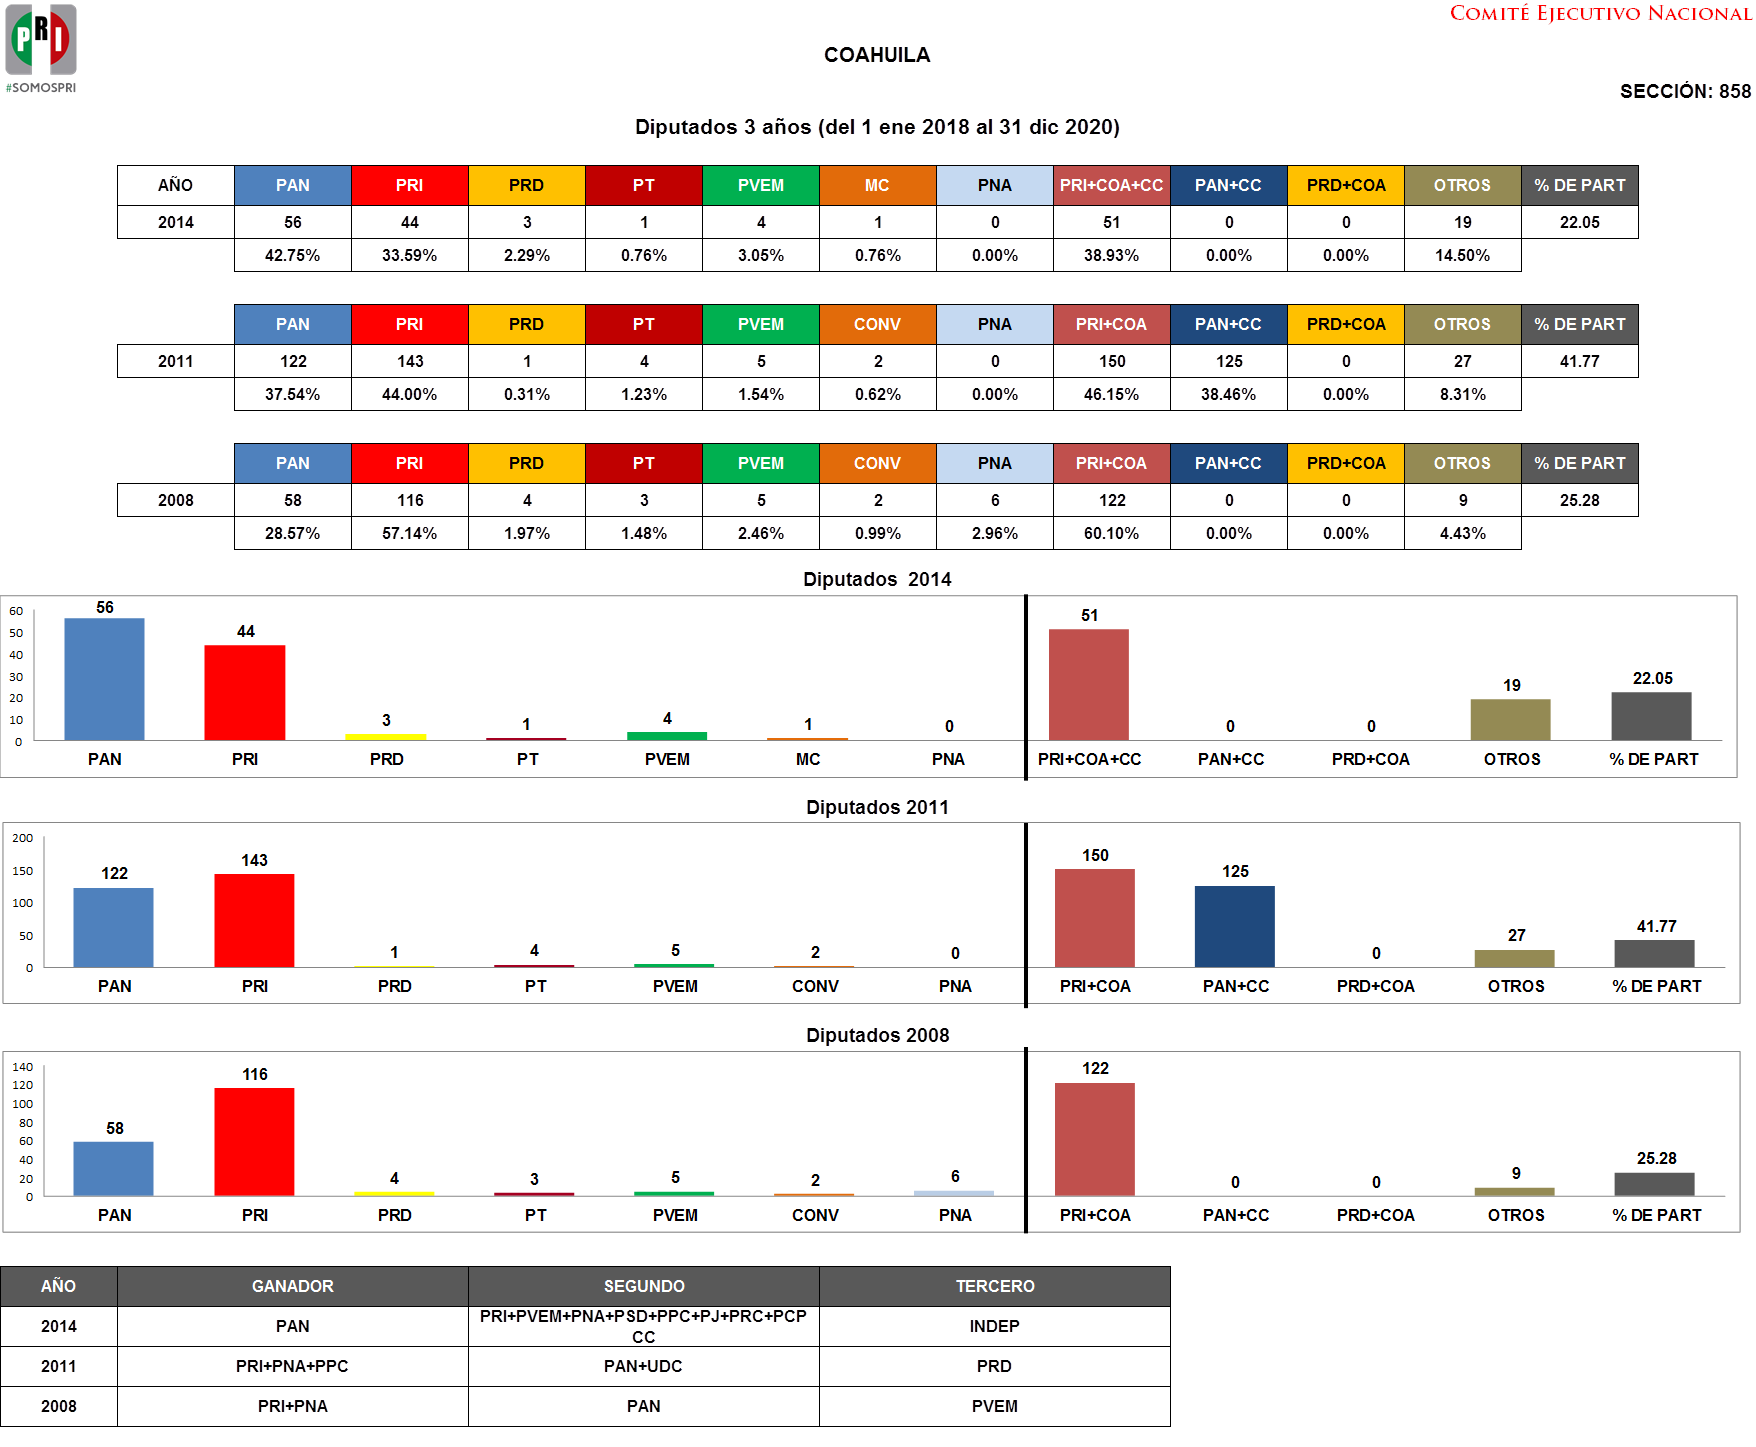 PRI
#SOMOSPRI
COMITÉ EJECUTIVO NACIONAL
COAHUILA
SECCIÓN: 858
Diputados 3 años (del 1 ene 2018 al 31 dic 2020)
AÑO PAN PRI PRD PT PVEM MC PNA PRI+COA+CC PAN+CC PRD+COA OTROS % DE PART
2014 56 44 3 1 4 1 0 51 0 0 19 22.05
42.75% 33.59% 2.29% 0.76% 3.05% 0.76% 0.00% 38.93% 0.00% 0.00% 14.50%
PAN PRI PRD PT PVEM CONV PNA PRI+COA PAN+CC PRD+COA OTROS % DE PART
2011 122 143 1 4 5 2 0 150 125 0 27 41.77
37.54% 44.00% 0.31% 1.23% 1.54% 0.62% 0.00% 46.15% 38.46% 0.00% 8.31%
PAN PRI PRD PT PVEM CONV PNA PRI+COA PAN+CC PRD+COA OTROS % DE PART
2008 58 116 4 3 5 2 6 122 0 0 9 25.28
28.57% 57.14% 1.97% 1.48% 2.46% 0.99% 2.96% 60.10% 0.00% 0.00% 4.43%
Diputados 2014
60
50
40
30
20
10
0
56 44 3 1 4 1 0 51 0 0 19 22.05
PAN PRI PRD PT PVEM MC PNA PRI+COA+CC PAN+CC PRD+COA OTROS % DE PART
Diputados 2011
200
150
100
50
0
122 143 1 4 5 2 0 150 125 0 27 41.77
PAN PRI PRD PT PVEM CONV PNA PRI+COA PAN+CC PRD+COA OTROS % DE PART
Diputados 2008
140
120
100
80
60
40
20
0
58 116 4 3 5 2 6 122 0 0 9 25.28
PAN PRI PRD PT PVEM CONV PNA PRI+COA PAN+CC PRD+COA OTROS % DE PART
AÑO GANADOR SEGUNDO TERCERO
2014 PAN PRI+PVEM+PNA+PSD+PPC+PJ+PRC+PCP CC INDEP
2011 PRI+PNA+PPC PAN+UDC PRD
2008 PRI+PNA PAN PVEM